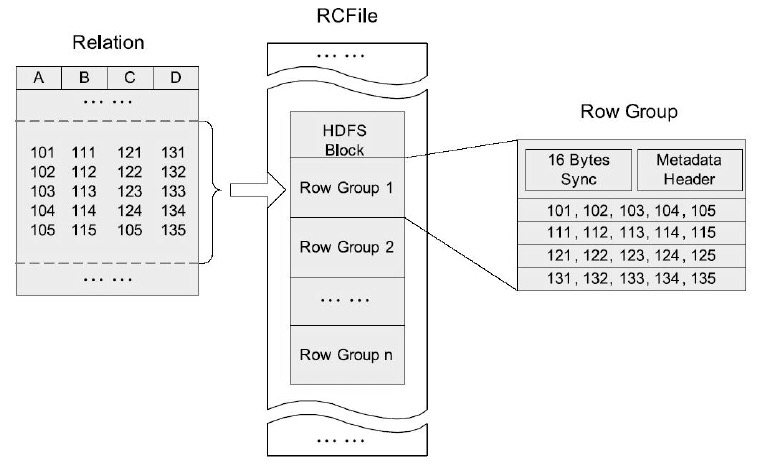 RCFile
Relation
A B C D
... ...
101 111 121 131
102 112 122 132
103 113 123 133
104 114 124 134
105 115 105 135
... ...
... ...
HDFS
Block
Row Group 1
Row Group 2
... ...
Row Group n
... ...
Row Group
16 Bytes
Sync
Metadata
Header
101, 102, 103, 104, 105
111, 112, 113, 114, 115
121, 122, 123, 124, 125
131, 132, 133, 134, 135